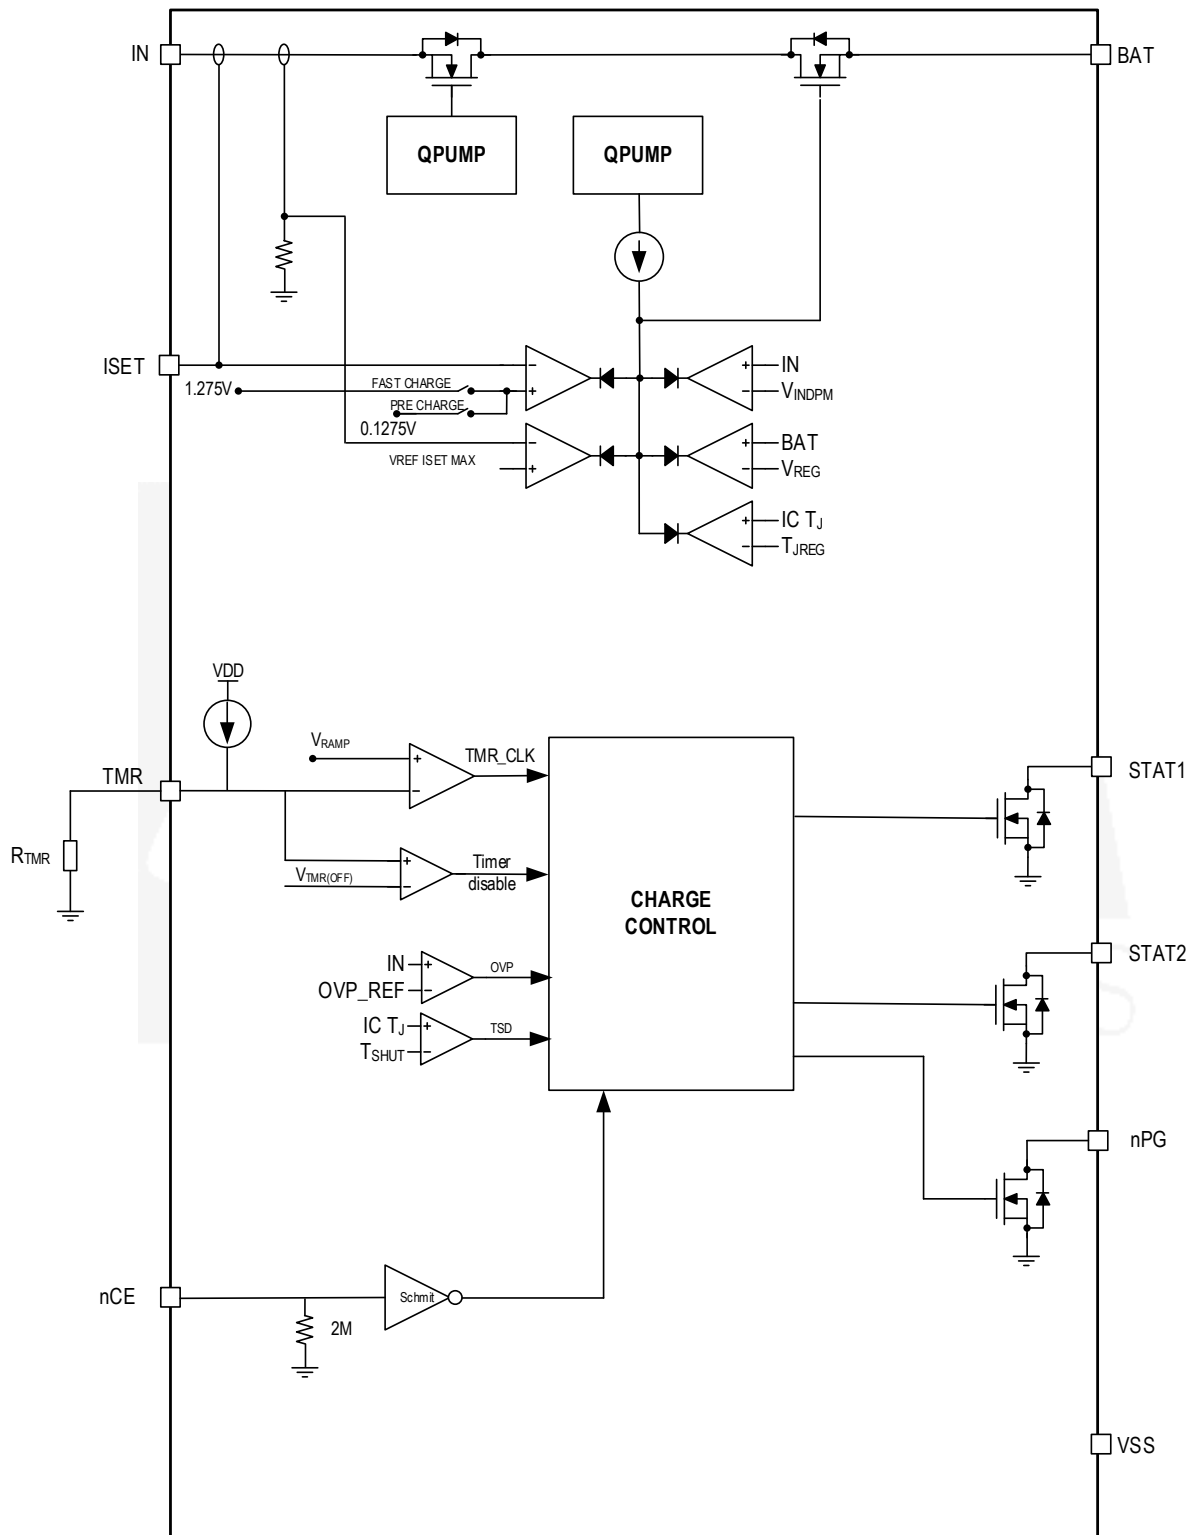 IN
BAT
QPUMP
QPUMP
ISET
1.275V
FAST CHARGE
PRE CHARGE
0.1275V
VREF ISET MAX
-
+
-
+
+
-
IN
VINDPM
+
-
BAT
VREG
+
-
IC TJ
TJREG
VDD
TMR
RTMR
VRAMP
+
-
TMR_CLK
VTMR(OFF)
+
-
Timer
disable
IN
OVP_REF
+
-
OVP
IC TJ
TSHUT
+
-
TSD
CHARGE
CONTROL
STAT1
STAT2
nPG
nCE
Schmit
2M
VSS